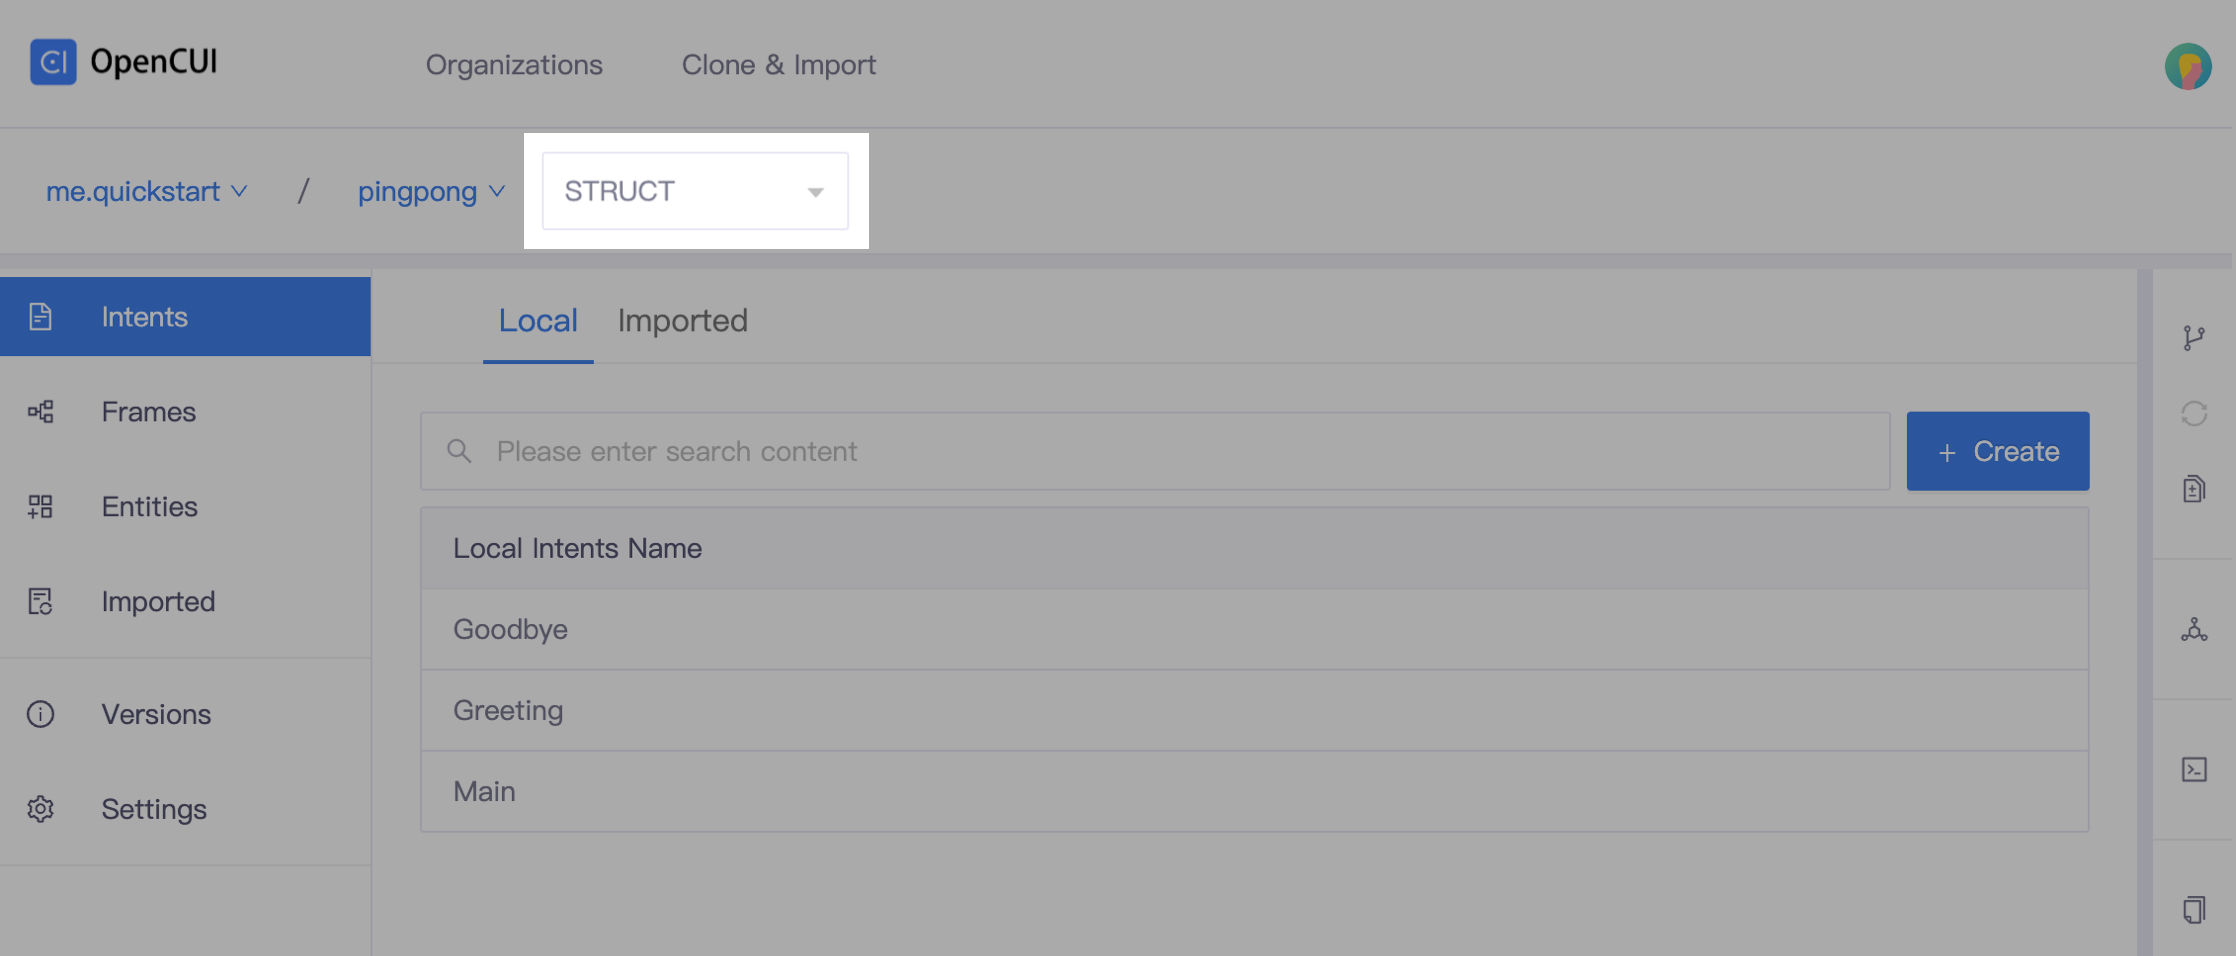 OpenCUI
Organizations
Clone & Import
me.quickstart
/
pingpong
STRUCT
Intents
Frames
Entities
Imported
Versions
Settings
Local
Imported
Please enter search content
+ Create
Local Intents Name
Goodbye
Greeting
Main